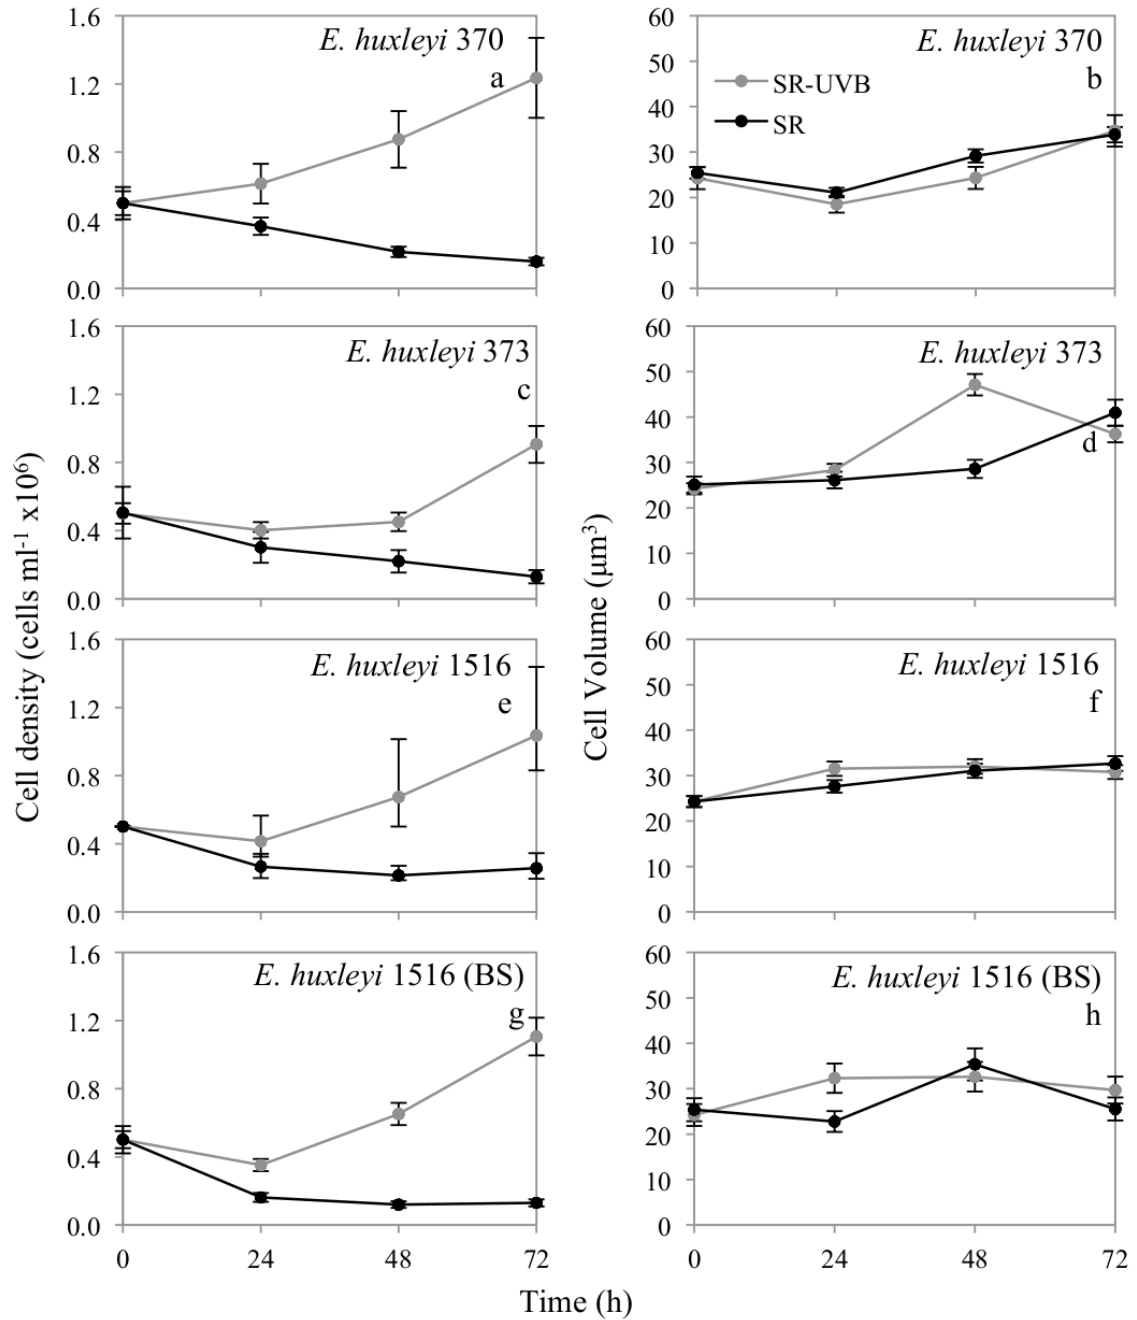 1.6
1.2
0.8
0.4
0.0
E. huxleyi 370
a
60
50
40
30
20
10
0
E. huxleyi 370
b
SR-UVB
SR
1.6
1.2
0.8
0.4
0.0
E. huxleyi 373
c
60
50
40
30
20
10
0
E. huxleyi 373
d
Cell density (cells ml⁻¹ x10⁶)
Cell Volume (μm³)
1.6
1.2
0.8
0.4
0.0
E. huxleyi 1516
e
60
50
40
30
20
10
0
E. huxleyi 1516
f
1.6
1.2
0.8
0.4
0.0
E. huxleyi 1516 (BS)
g
0 24 48 72
60
50
40
30
20
10
0
E. huxleyi 1516 (BS)
h
0 24 48 72
Time (h)